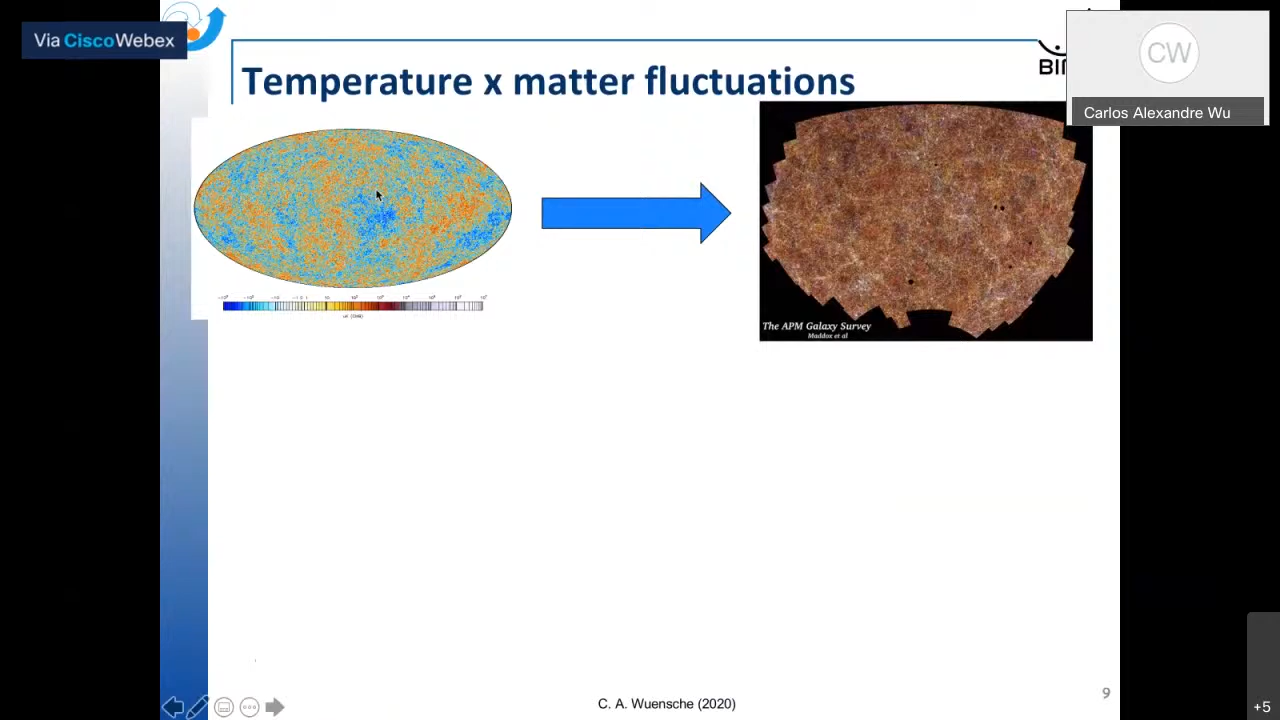 Via CiscoWebex
CW
Carlos Alexandre Wu
Temperature x matter fluctuations
The APM Galaxy Survey
Maddox et al
C. A. Wuensche (2020)
9
+5